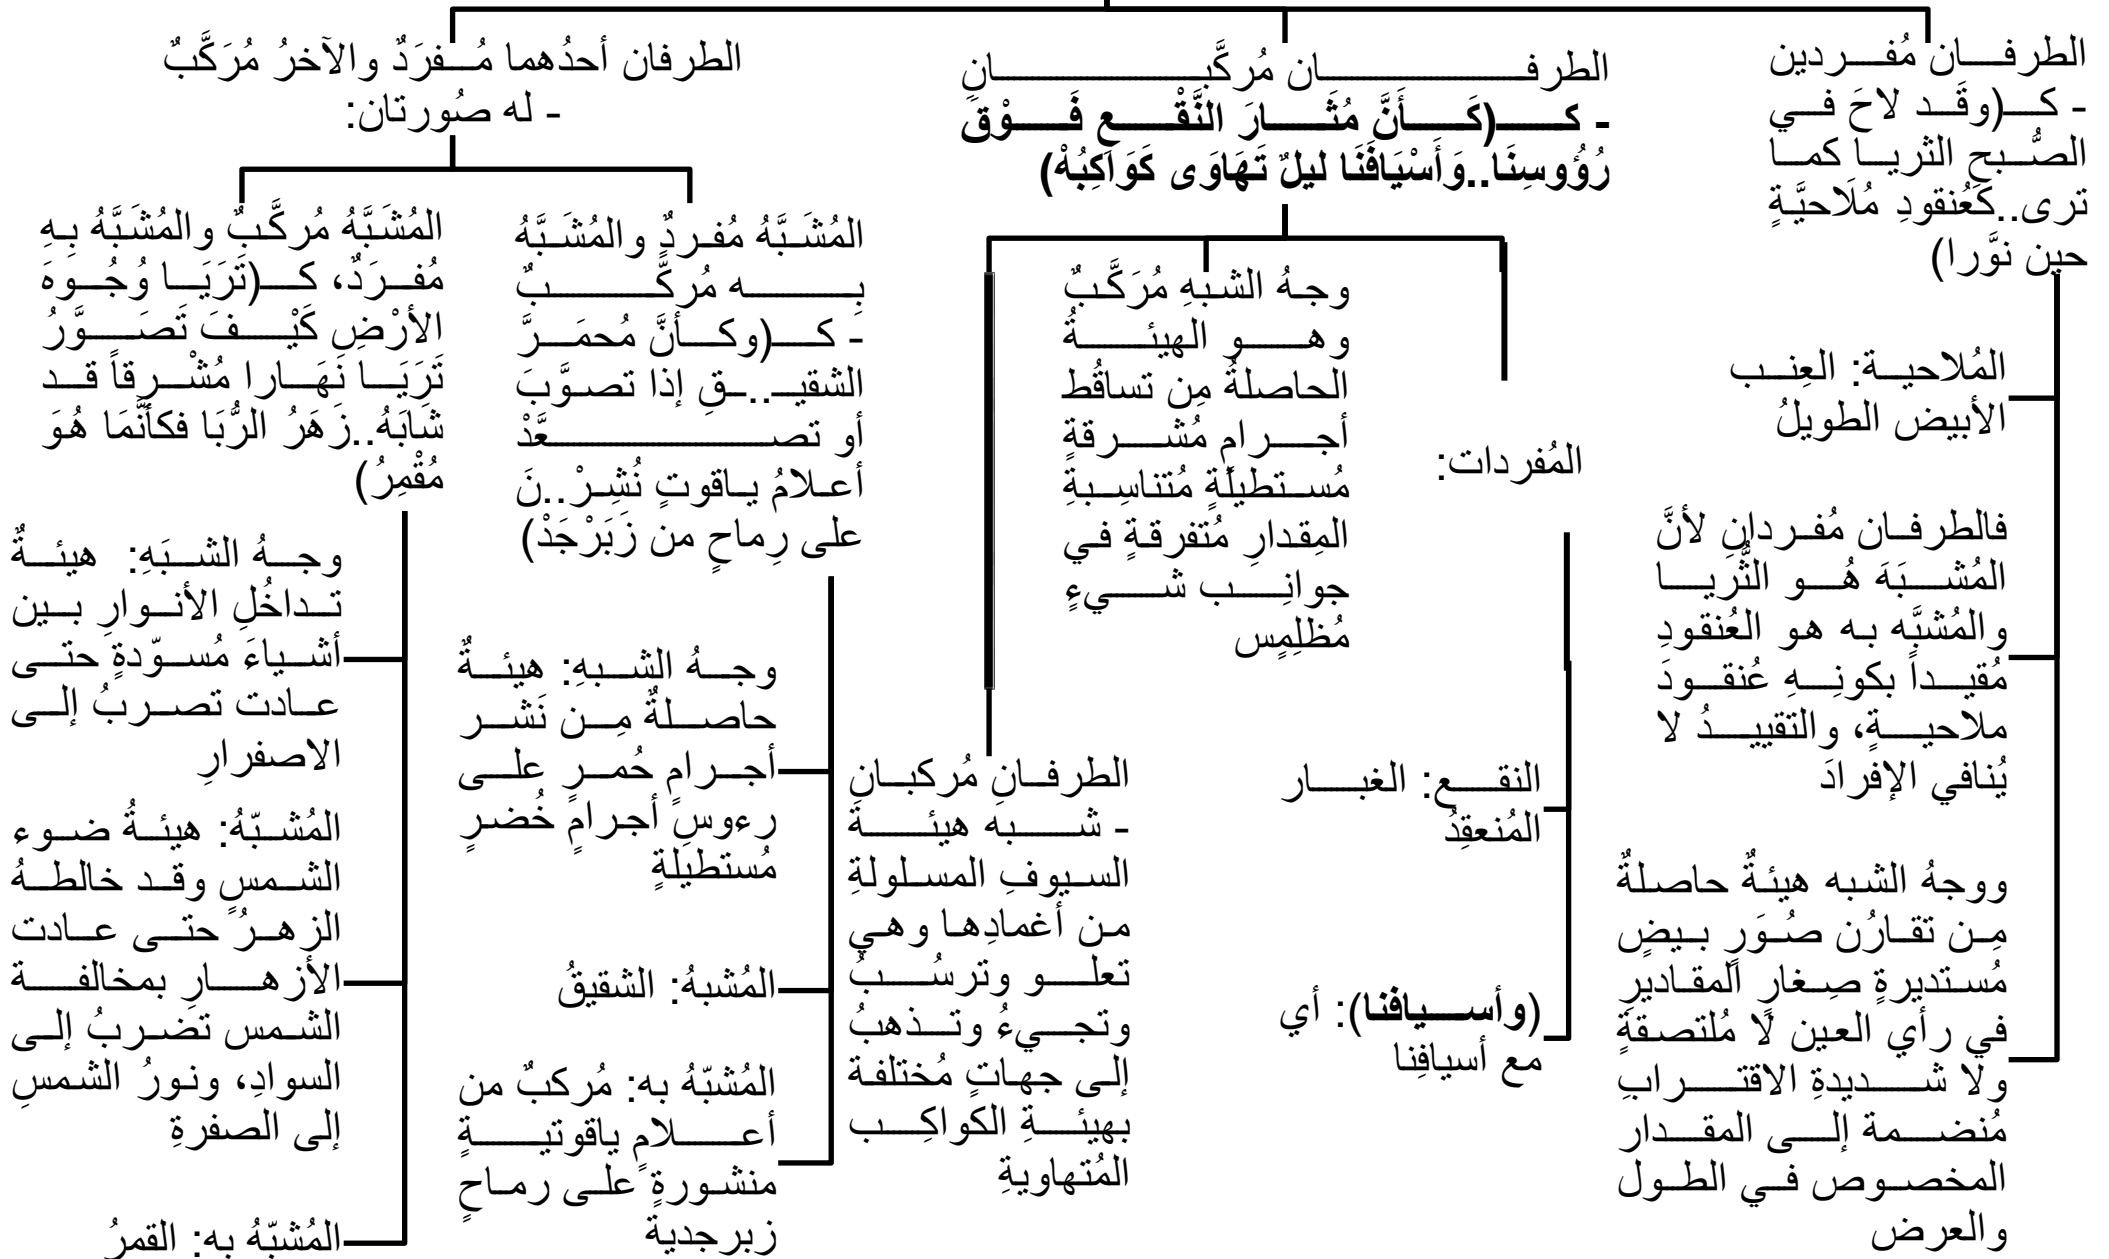 الطرفان مُفردين
- كـ(وقَد لاحَ في
الصُّبح الثريا كما
ترى..كَعُنقودِ مُلَاحيَّةٍ
حين نوَّرا)
المُلاحية: العِنب
الأبيض الطويلُ
فالطرفان مُفردانِ لأنَّ
المُشبَهَ هُو الثُّريا
والمُشبَّه به هو العُنقودِ
مُقيداً بكونِهِ عُنقودَ
ملاحيةٍ، والتقييدُ لا
يُنافي الإفرادَ
ووجهُ الشبه هيئةٌ حاصلةٌ
مِن تقارُن صُوَرٍ بيضٍ
مُستديرةٍ صِغارٍ المقاديرِ
في رأي العين لا مُلتصقةٍ
ولا شديدةِ الاقترابِ
مُنضمة إلى المقدار
المخصوص في الطول
والعرض
الطرفان مُركَّبانِ
- كـ(كَأَنَّ مُثَارَ النَّقْعِ فَوْقَ
رُؤُوسِنَا..وَأَسْيَافَنَا ليلٌ تَهَاوَى كَوَاكِبُهْ)
المُفردات:
النقع: الغبار
المُنعقِدُ
(وأسيافنا): أي
مع أسيافِنا
وجهُ الشبهِ مُرَكَّبٌ
وهو الهيئةُ
الحاصلةُ مِن تساقُط
أجرامٍ مُشرقةٍ
مُستطيلةٍ مُتناسِبةِ
المِقدارِ مُتفرقةٍ في
جوانِب شيءٍ
مُظلِمٍس
الطرفانِ مُركبانِ
- شبه هيئةَ
السيوفِ المسلولةِ
من أغمادِها وهي
تعلو وترسُبُ
وتجيءُ وتذهبُ
إلى جهاتٍ مُختلفة
بهيئةِ الكواكِب
المُتهاويةِ
الطرفان أحدُهما مُفرَدٌ والآخرُ مُرَكَّبٌ
- له صُورتان:
المُشَبَّهُ مُفردٌ والمُشَبَّهُ
بِه مُركَّبٌ
- كـ(وكأنَّ مُحمَرَّ
الشقيـ..ـقِ إذا تصوَّبَ
أو تصعَّدْ
أعلامُ ياقوتٍ نُشِرْ..نَ
على رِماحٍ من زَبَرْجَدْ)
وجهُ الشبهِ: هيئةٌ
حاصلةٌ مِن نَشر
أجرامٍ حُمرٍ على
رءوسِ أجرامٍ خُضرٍ
مُستطيلةٍ
المُشبهُ: الشقيقُ
المُشبّهُ به: مُركبٌ من
أعلامٍ ياقوتيةٍ
منشورةٍ على رماحٍ
زبرجديةً
المُشَبَّهُ مُركَّبٌ والمُشَبَّهُ بِهِ
مُفرَدٌ، كـ(تَرَيَا وُجُوهَ
الأرْضِ كَيْفَ تَصَوَّرُ
تَرَيَا نَهَارا مُشْرِقاً قد
شَابَهُ..زَهَرُ الرُّبَا فكأنَّمَا هُوَ
مُقْمِرُ)
وجهُ الشبَهِ: هيئةٌ
تداخُلِ الأنوارِ بين
أشياءَ مُسوّدةٍ حتى
عادت تصربُ إلى
الاصفرارِ
المُشبّهُ: هيئةُ ضوء
الشمسِ وقد خالطهُ
الزهرُ حتى عادت
الأزهارِ بمخالفة
الشمس تضربُ إلى
السوادِ، ونورُ الشمسِ
إلى الصفرةِ
المُشبّهُ به: القمرُ